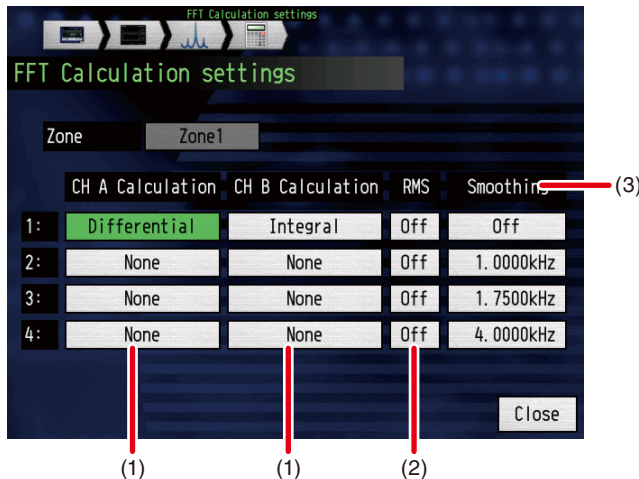 FFT Calculation settings
FFT Calculation settings
Zone Zone1
CH A Calculation CH B Calculation RMS Smoothing (3)
1: Differential Integral Off Off
2: None None Off 1.0000kHz
3: None None Off 1.7500kHz
4: None None Off 4.0000kHz
Close
(1) (1) (2)